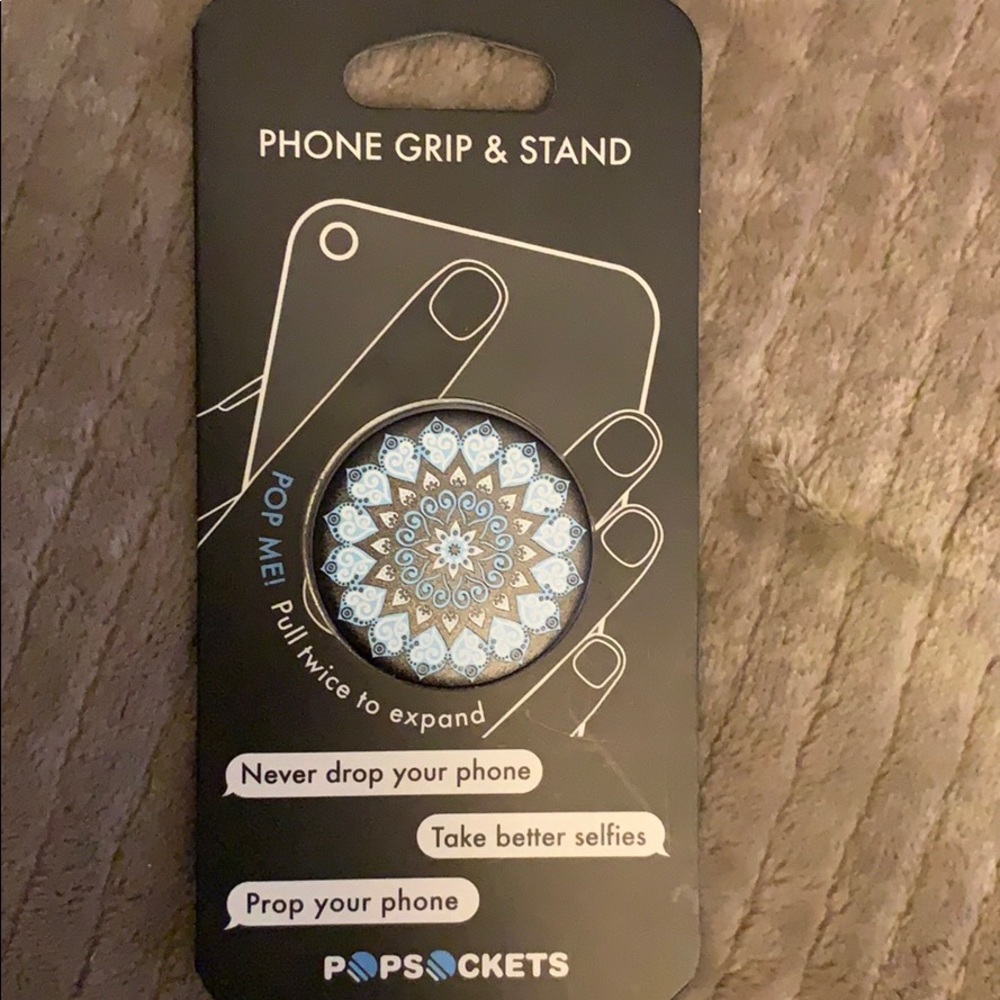 PHONE GRIP & STAND
POP ME! Pull twice to expand
Never drop your phone
Take better selfies
Prop your phone
POPSOCKETS